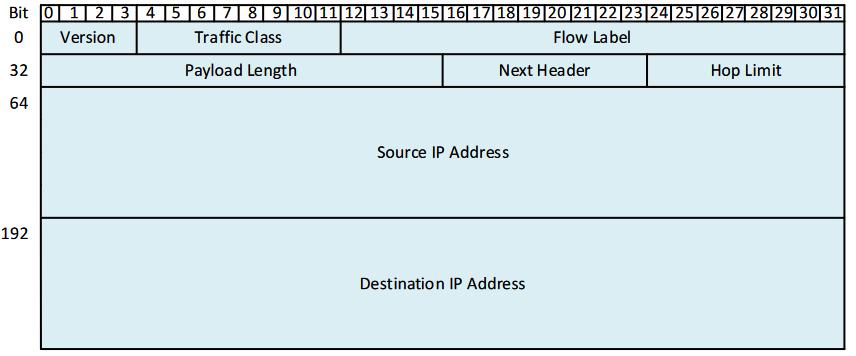 Bit 0 1 2 3 4 5 6 7 8 9 10 11 12 13 14 15 16 17 18 19 20 21 22 23 24 25 26 27 28 29 30 31
0 Version Traffic Class Flow Label
32 Payload Length Next Header Hop Limit
64
Source IP Address
192
Destination IP Address